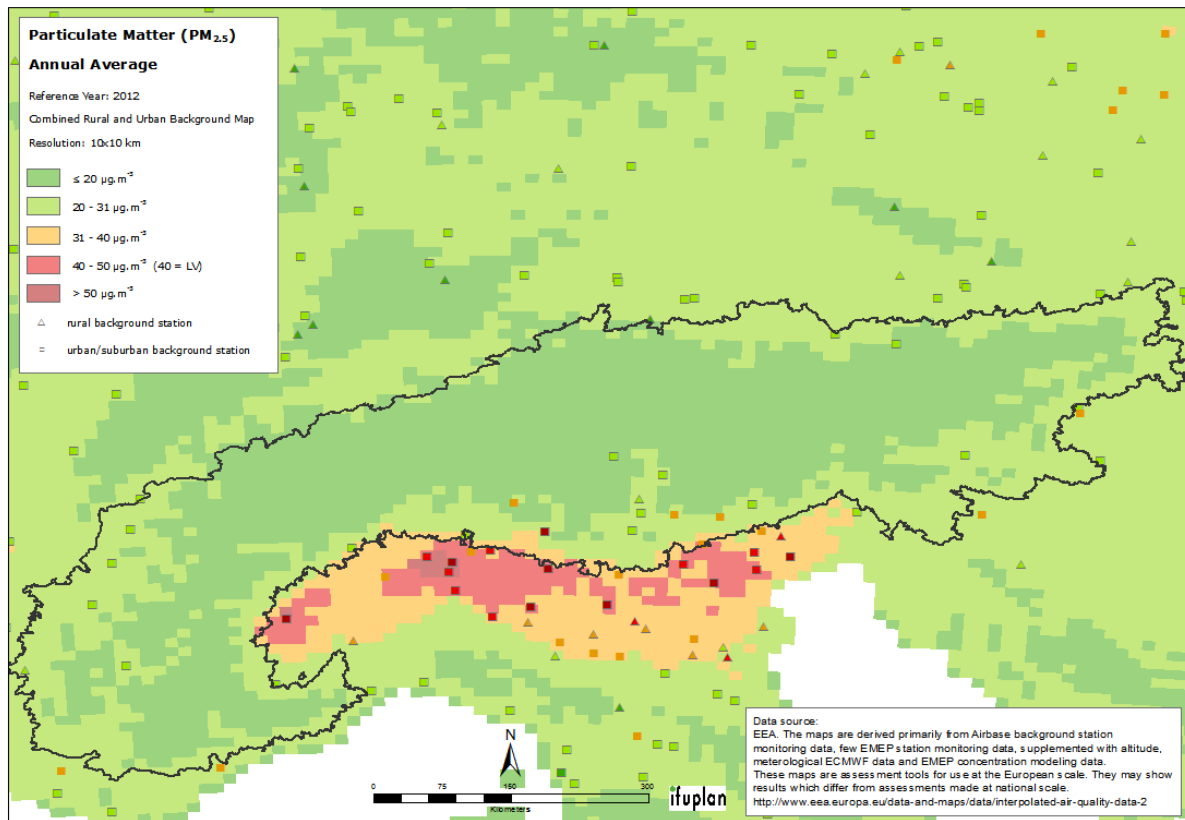 Particulate Matter (PM₂.₅)
Annual Average
Reference Year: 2012
Combined Rural and Urban Background Map
Resolution: 10x10 km
≤ 20 µg.m⁻³
20 - 31 µg.m⁻³
31 - 40 µg.m⁻³
40 - 50 µg.m⁻³ (40 = LV)
> 50 µg.m⁻³
rural background station
urban/suburban background station
N
0 75 150 300
Kilometers
ifuplan
Data source:
EEA. The maps are derived primarily from Airbase background station
monitoring data, few EMEP station monitoring data, supplemented with altitude,
meterological ECMWF data and EMEP concentration modeling data.
These maps are assessment tools for use at the European scale. They may show
results which differ from assessments made at national scale.
http://www.eea.europa.eu/data-and-maps/data/interpolated-air-quality-data-2